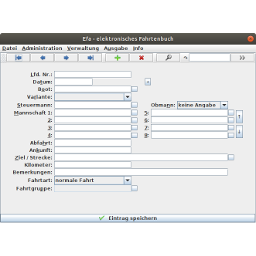 Efa - elektronisches Fahrtenbuch
Datei Administration Verwaltung Ausgabe Info
Lfd. Nr.:
Datum:
Boot:
Variante:
Steuermann: Obmann: keine Angabe
Mannschaft 1: 5:
2: 6:
3: 7:
4: 8:
Abfahrt:
Ankunft:
Ziel / Strecke:
Kilometer:
Bemerkungen:
Fahrtart: normale Fahrt
Fahrtgruppe:
Eintrag speichern